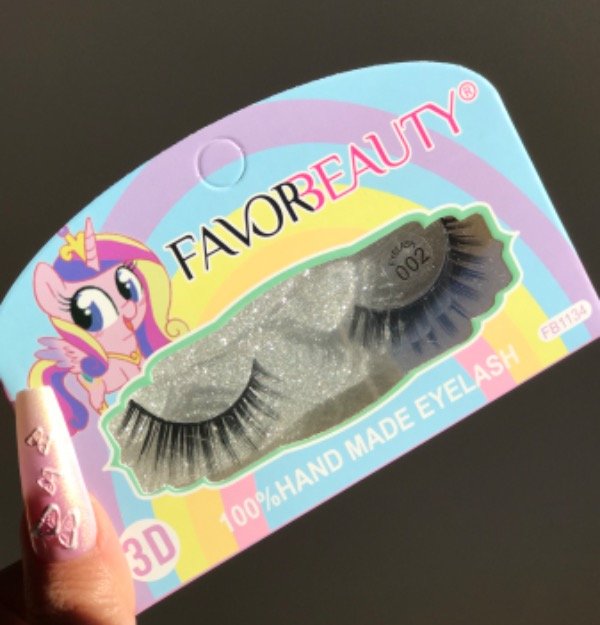 FAVORBEAUTY®
002
FB1134
100%HAND MADE EYELASH
3D